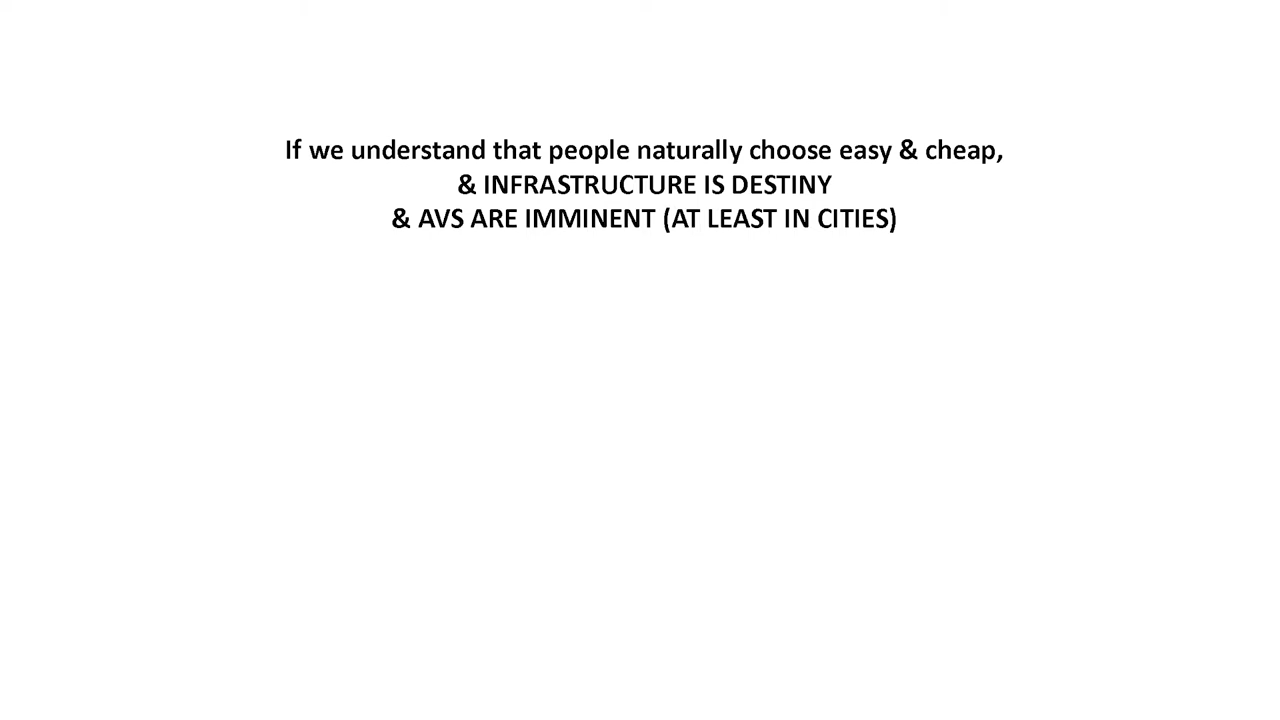 If we understand that people naturally choose easy & cheap,
& INFRASTRUCTURE IS DESTINY
& AVS ARE IMMINENT (AT LEAST IN CITIES)